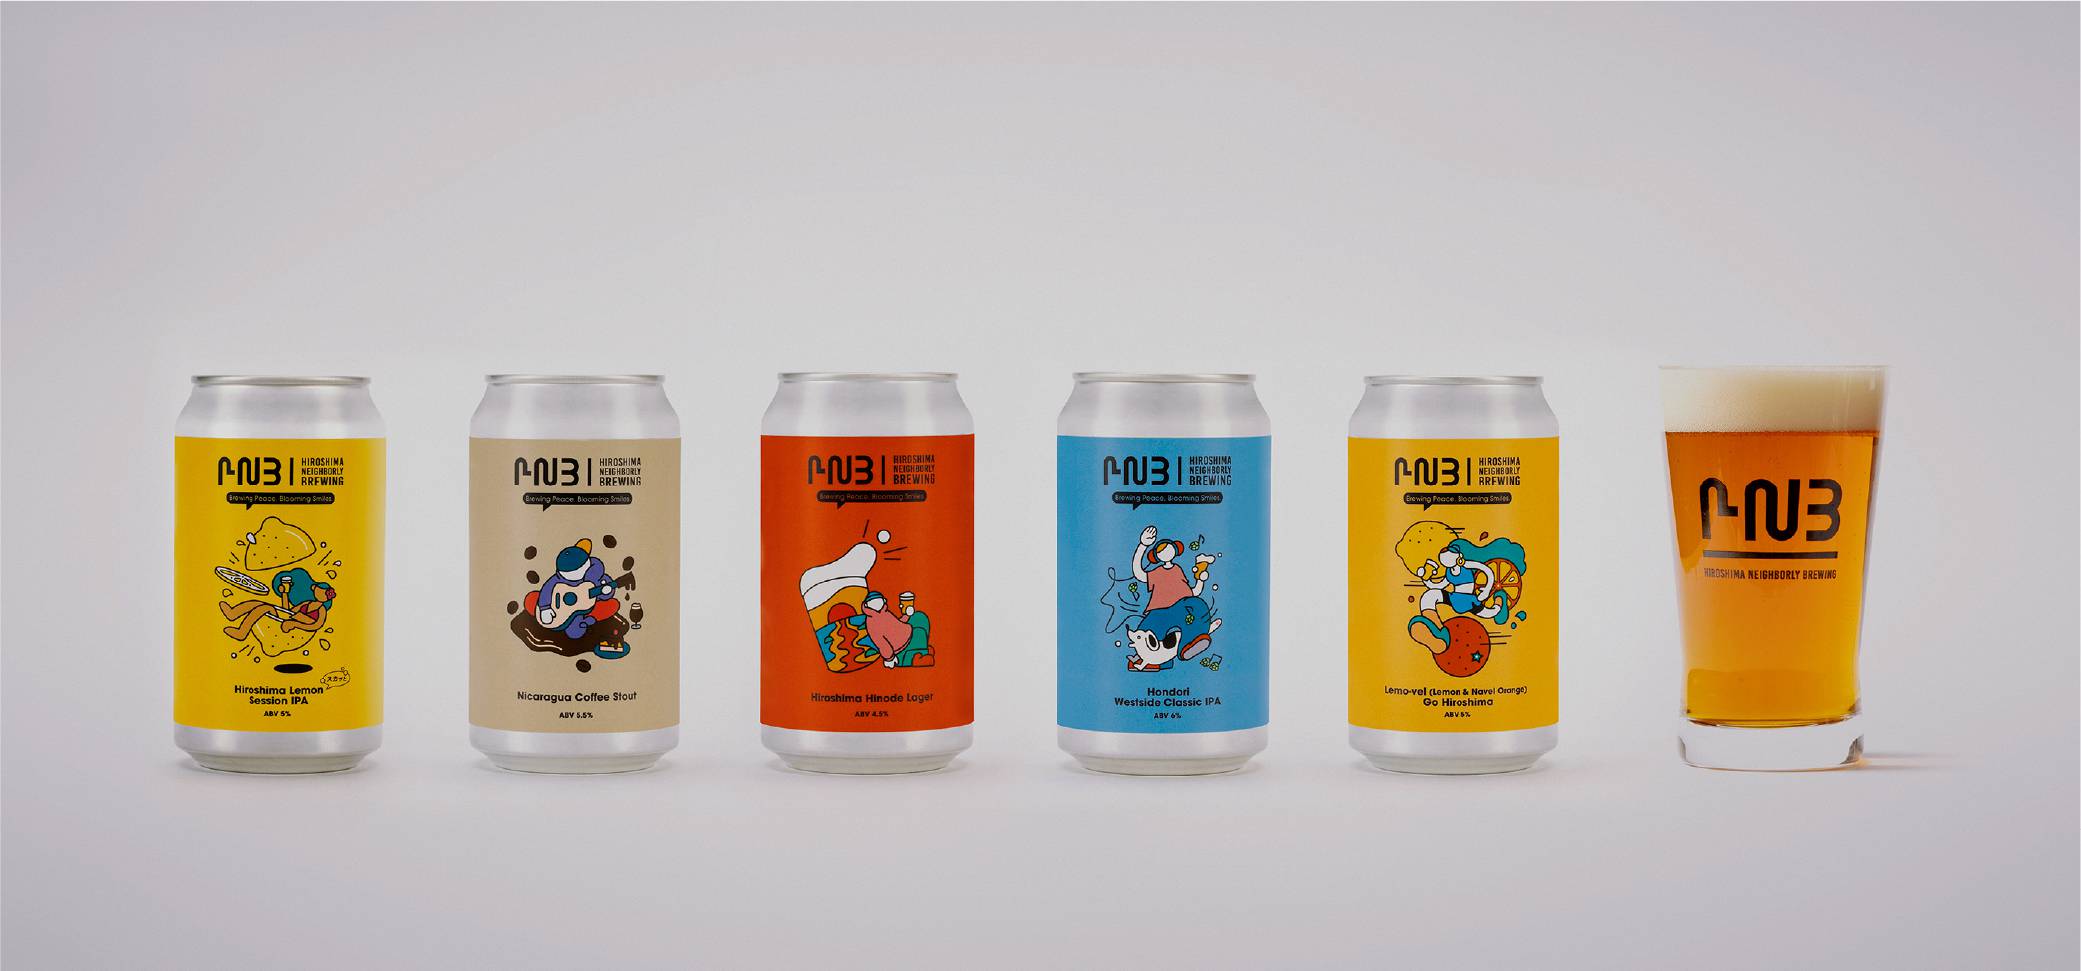 HNB
HIROSHIMA
NEIGHBORLY
BREWING
Brewing Peace. Blooming Smiles.
スカッと
Hiroshima Lemon
Session IPA
ABV 5%
HNB
HIROSHIMA
NEIGHBORLY
BREWING
Brewing Peace. Blooming Smiles.
Nicaragua Coffee Stout
ABV 5.5%
HNB
HIROSHIMA
NEIGHBORLY
BREWING
Brewing Peace. Blooming Smiles.
Hiroshima Hinode Lager
ABV 4.5%
HNB
HIROSHIMA
NEIGHBORLY
BREWING
Brewing Peace. Blooming Smiles.
Hondori
Westside Classic IPA
ABV 6%
HNB
HIROSHIMA
NEIGHBORLY
BREWING
Brewing Peace. Blooming Smiles.
Lemo-vel (Lemon & Navel Orange)
Go Hiroshima
ABV 5%
HNB
HIROSHIMA NEIGHBORLY BREWING